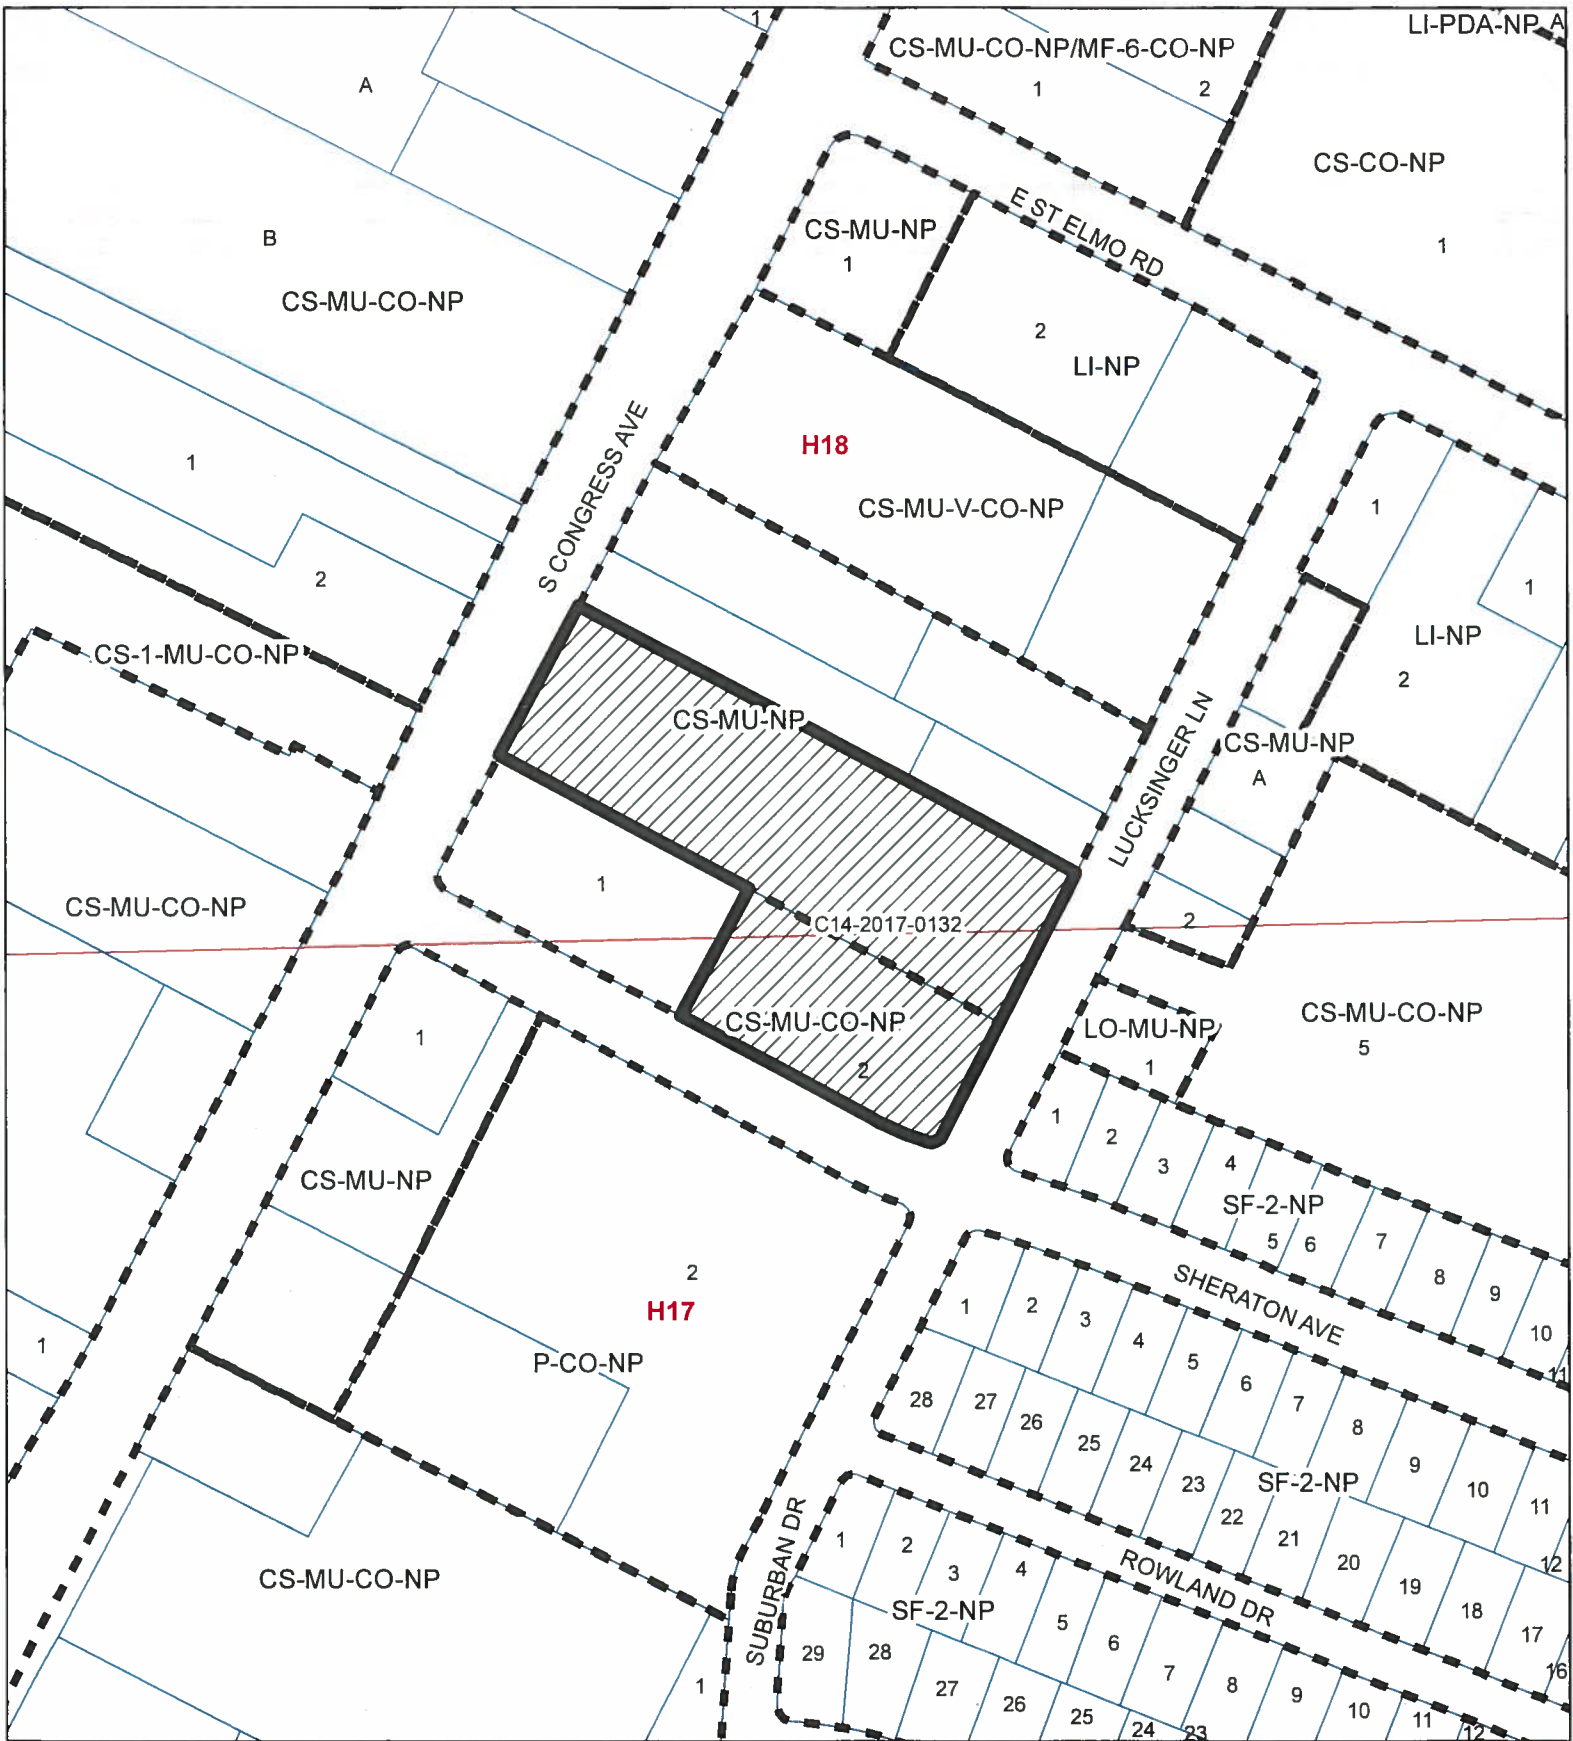 1
CS-MU-CO-NP/MF-6-CO-NP
LI-PDA-NP
A
A
1
2
CS-CO-NP
1
E ST ELMO RD
CS-MU-NP
1
B
CS-MU-CO-NP
2
LI-NP
H18
1
S CONGRESS AVE
CS-MU-V-CO-NP
1
1
2
CS-1-MU-CO-NP
LI-NP
2
CS-MU-NP
LUCKSINGER LN
CS-MU-NP
A
1
CS-MU-CO-NP
C14-2017-0132
2
CS-MU-CO-NP
2
1
LO-MU-NP
1
CS-MU-CO-NP
5
1
2
3
4
SF-2-NP
5
6
7
8
9
10
11
CS-MU-NP
2
H17
P-CO-NP
SHERATON AVE
1
2
3
4
5
6
7
8
9
10
11
12
1
28
27
26
25
24
23
22
21
20
19
18
17
16
SF-2-NP
ROWLAND DR
SUBURBAN DR
CS-MU-CO-NP
1
1
2
3
4
SF-2-NP
5
6
7
8
9
10
11
12
29
28
27
26
25
24
23